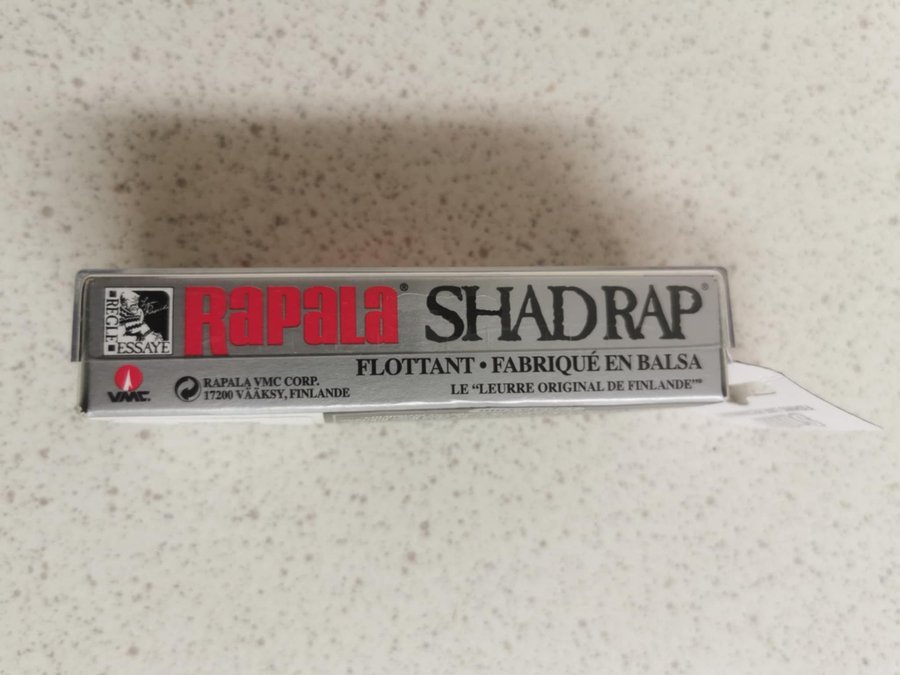 RÉGLÉ
ESSAYÉ
Rapala® SHAD RAP®
FLOTTANT • FABRIQUÉ EN BALSA
VMC
RAPALA VMC CORP.
17200 VÄÄKSY, FINLANDE
LE "LEURRE ORIGINAL DE FINLANDE"